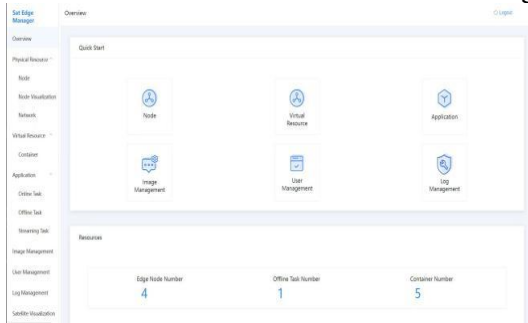 Sat Edge
Manager
Overview
Logout
Overview
Physical Resource
Node
Node Visualization
Network
Virtual Resource
Container
Application
Online Task
Offline Task
Streaming Task
Image Management
User Management
Log Management
Satellite Visualization
Quick Start
Node
Virtual
Resource
Application
Image
Management
User
Management
Log
Management
Resources
Edge Node Number
Offline Task Number
Container Number
4
1
5